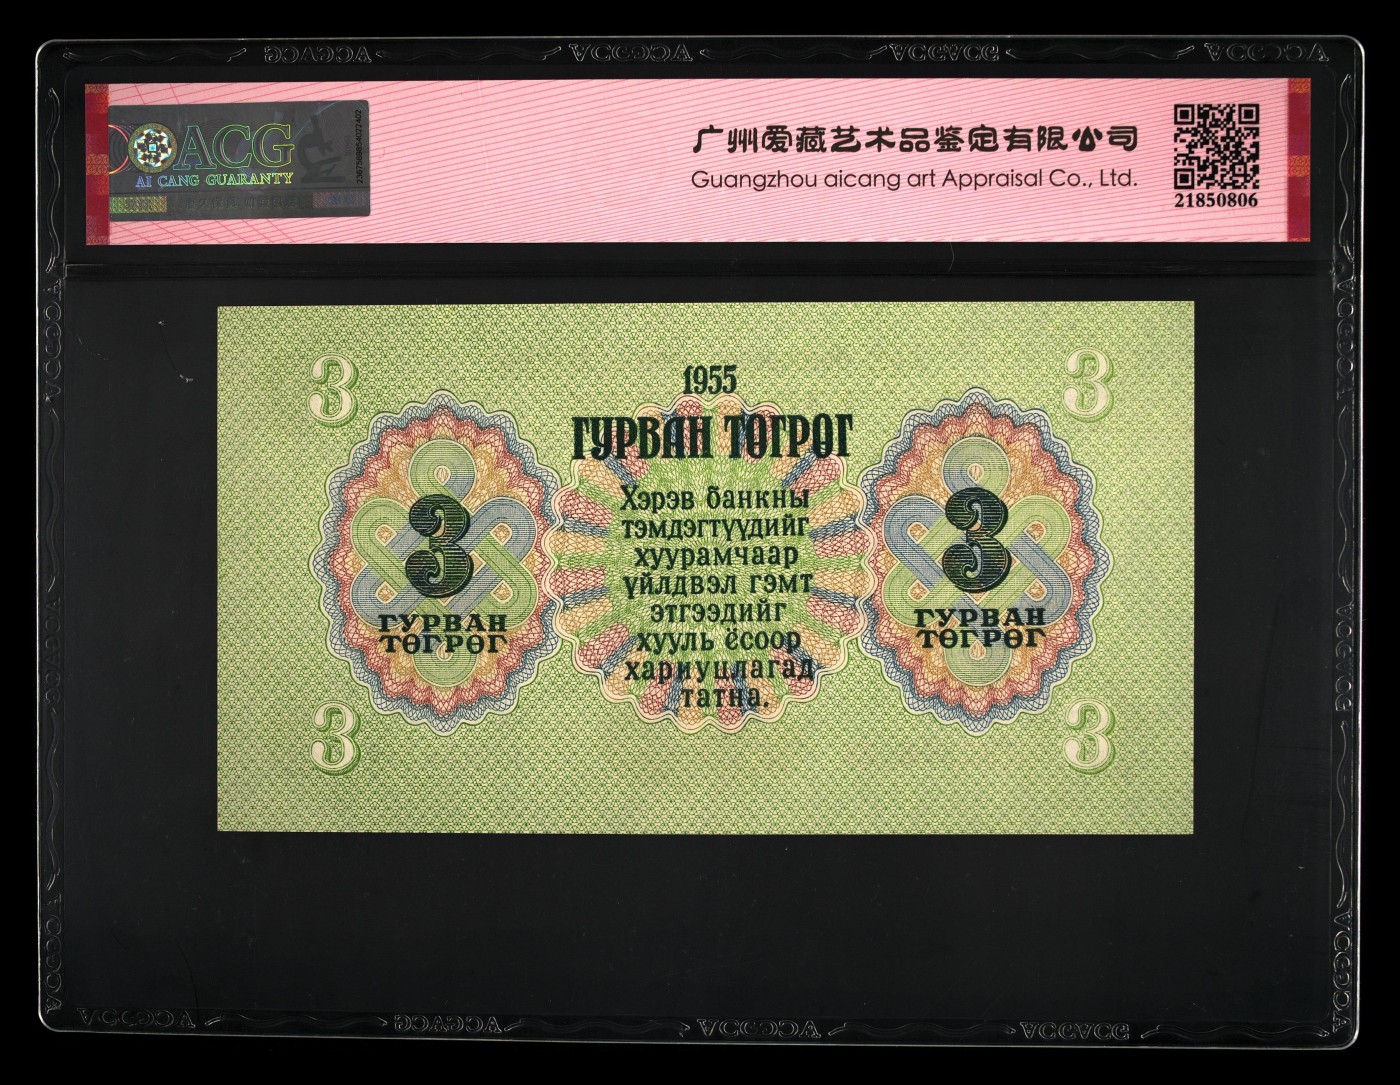 ACG
AI CANG GUARANTY
广州爱藏艺术品鉴定有限公司
Guangzhou aicang art Appraisal Co., Ltd.
21850806
3
3
1955
ГУРВАН ТӨГРӨГ
Хэрэв банкны
тэмдэгтүүдийг
хуурамчаар
үйлдвэл гэмт
этгээдийг
хууль ёсоор
хариуцлагад
татна.
3
ГУРВАН
ТӨГРӨГ
3
ГУРВАН
ТӨГРӨГ
3
3